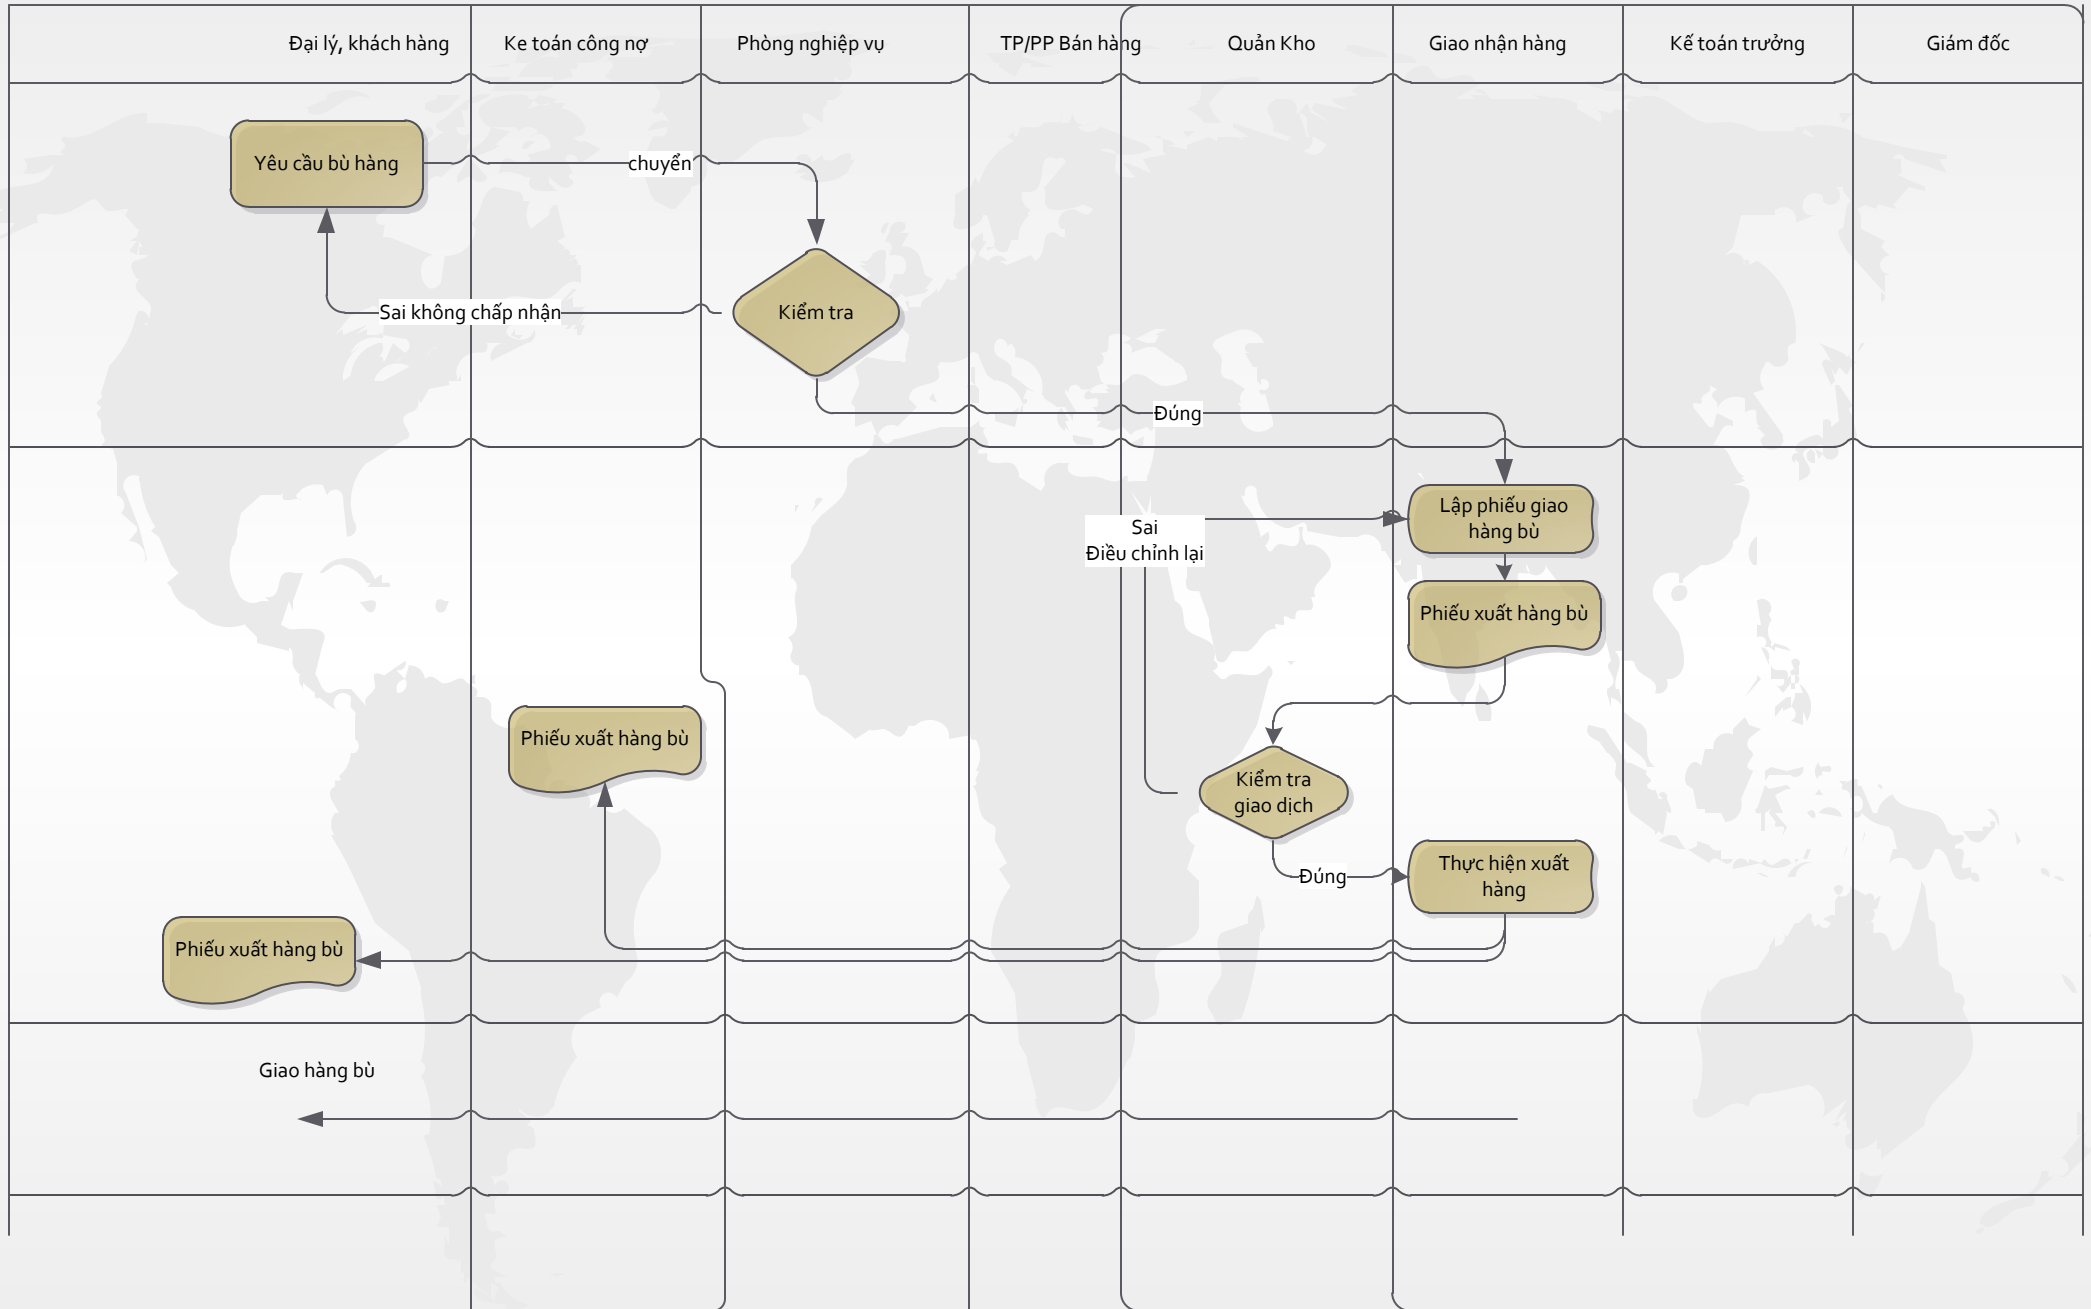 Đại lý, khách hàng
Ke toán công nợ
Phòng nghiệp vụ
TP/PP Bán hàng
Quản Kho
Giao nhận hàng
Kế toán trưởng
Giám đốc
Yêu cầu bù hàng
chuyển
Kiểm tra
Sai không chấp nhận
Đúng
Lập phiếu giao
hàng bù
Sai
Điều chỉnh lại
Phiếu xuất hàng bù
Phiếu xuất hàng bù
Kiểm tra
giao dịch
Đúng
Thực hiện xuất
hàng
Phiếu xuất hàng bù
Giao hàng bù